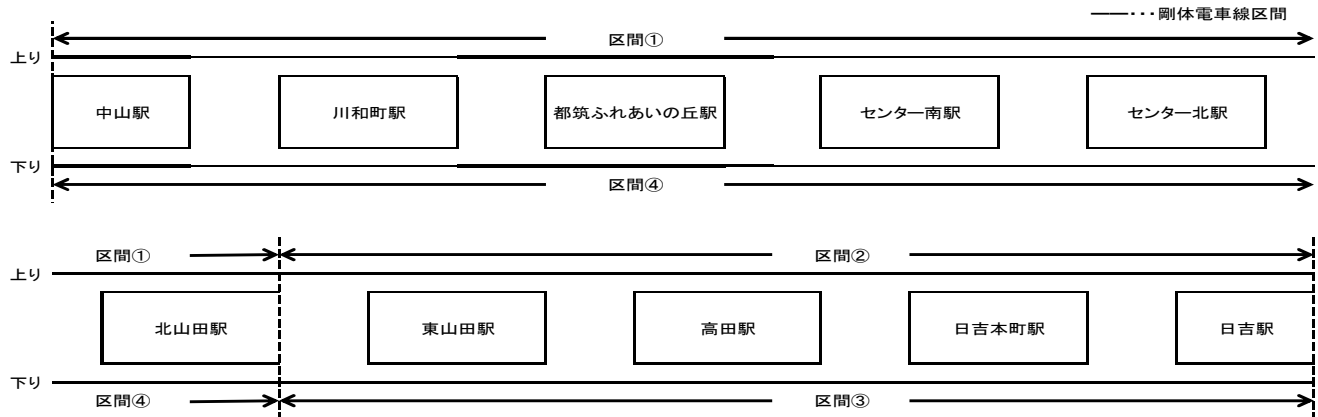 ――･･･剛体電車線区間
区間①
上り
中山駅
川和町駅
都筑ふれあいの丘駅
センター南駅
センター北駅
下り
区間④
区間①
区間②
上り
北山田駅
東山田駅
高田駅
日吉本町駅
日吉駅
下り
区間④
区間③